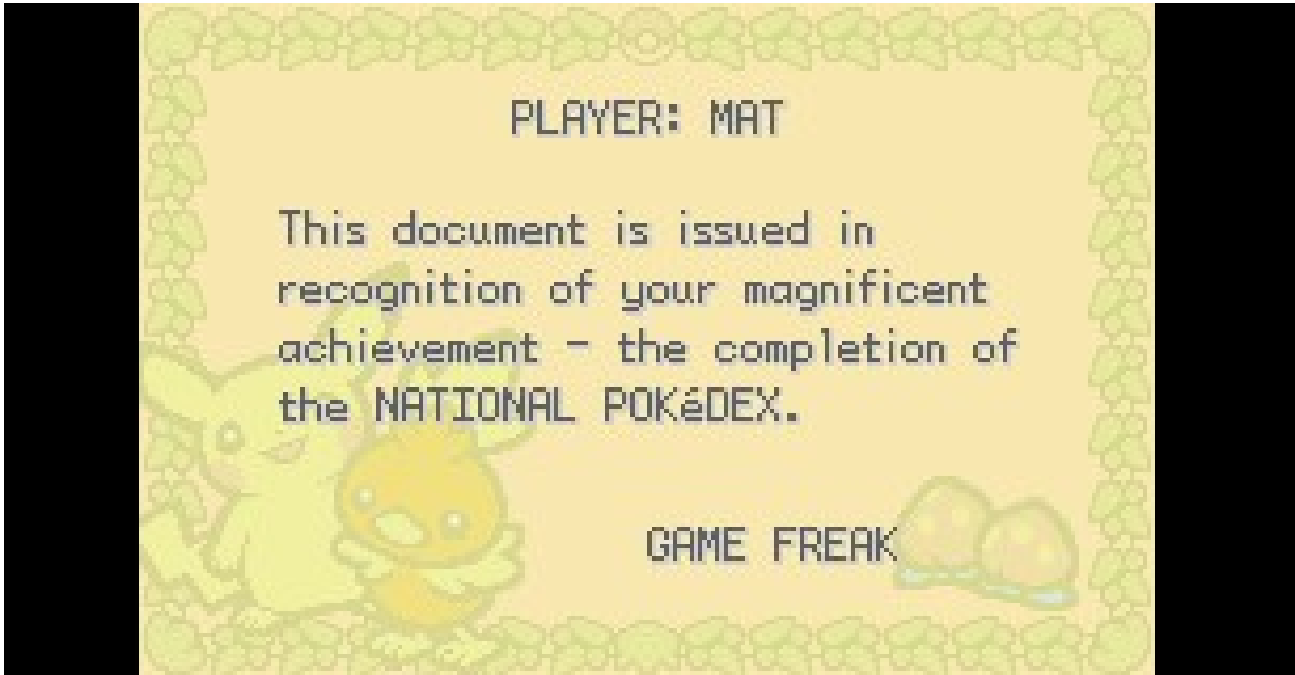 PLAYER: MAT
This document is issued in
recognition of your magnificent
achievement - the completion of
the NATIONAL POKéDEX.
GAME FREAK